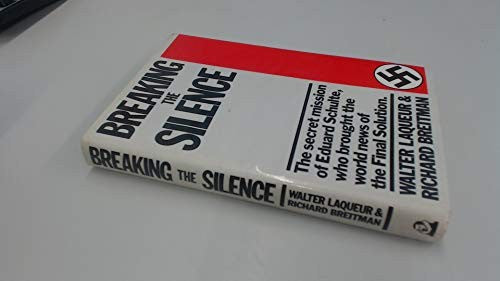 BREAKING
THE
SILENCE
The secret mission
of Eduard Schulte,
who brought the
world news of
the Final Solution.
WALTER LAQUEUR &
RICHARD BREITMAN
BREAKING THE SILENCE
WALTER LAQUEUR &
RICHARD BREITMAN